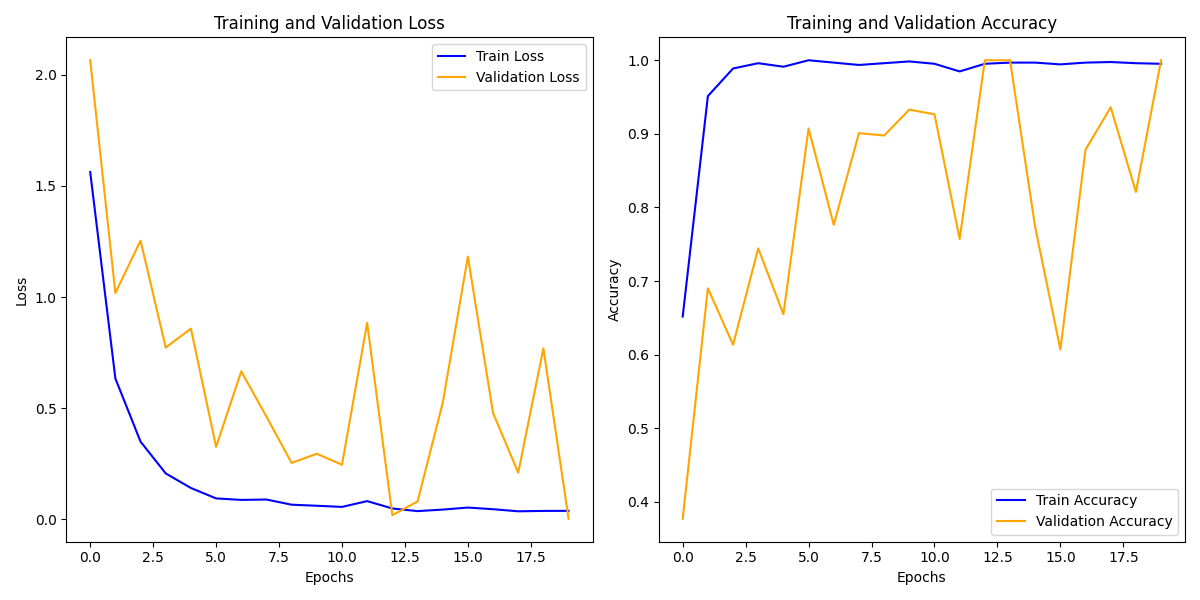 Training and Validation Loss
Train Loss
Validation Loss
2.0
1.5
1.0
0.5
0.0
Loss
0.0 2.5 5.0 7.5 10.0 12.5 15.0 17.5
Epochs
Training and Validation Accuracy
1.0
0.9
0.8
0.7
0.6
0.5
0.4
Accuracy
Train Accuracy
Validation Accuracy
0.0 2.5 5.0 7.5 10.0 12.5 15.0 17.5
Epochs